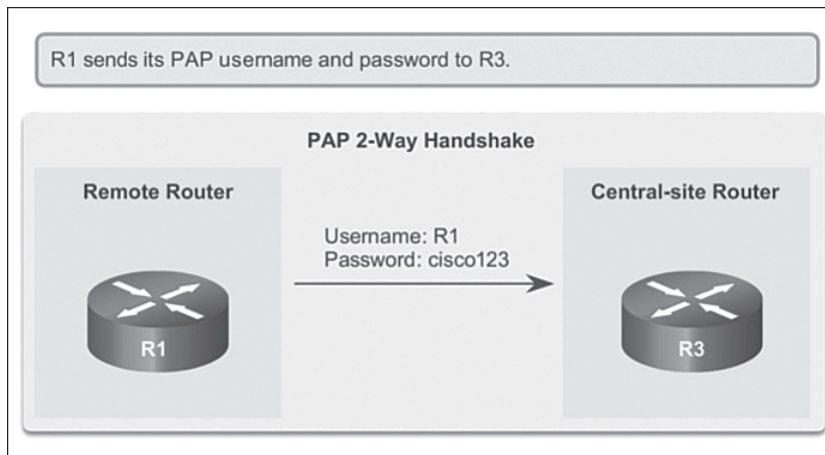 R1 sends its PAP username and password to R3.
PAP 2-Way Handshake
Remote Router
Central-site Router
Username: R1
Password: cisco123
R1
R3